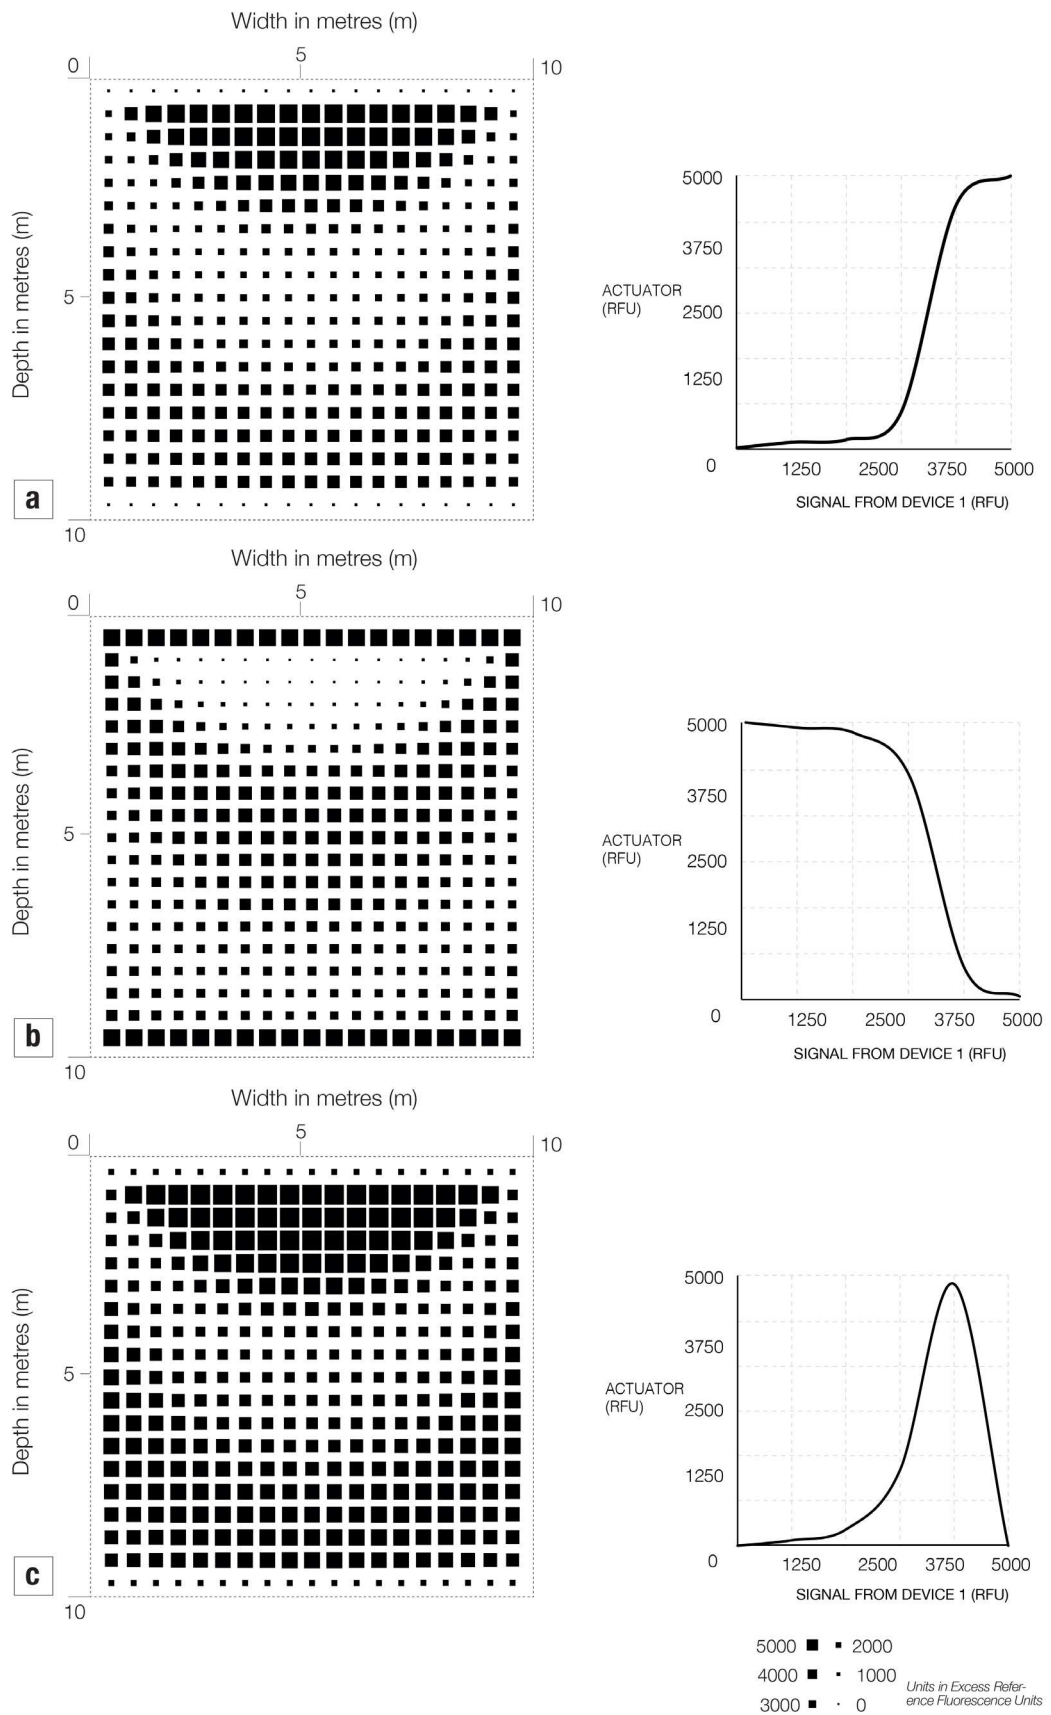 Width in metres (m)
0
5
10
Depth in metres (m)
5
10
a
5000
3750
ACTUATOR
(RFU)
2500
1250
0
1250
2500
3750
5000
SIGNAL FROM DEVICE 1 (RFU)
Width in metres (m)
0
5
10
Depth in metres (m)
5
10
b
5000
3750
ACTUATOR
(RFU)
2500
1250
0
1250
2500
3750
5000
SIGNAL FROM DEVICE 1 (RFU)
Width in metres (m)
0
5
10
Depth in metres (m)
5
10
c
5000
3750
ACTUATOR
(RFU)
2500
1250
0
1250
2500
3750
5000
SIGNAL FROM DEVICE 1 (RFU)
5000 2000
4000 1000
3000 0
Units in Excess Refer-
ence Fluorescence Units